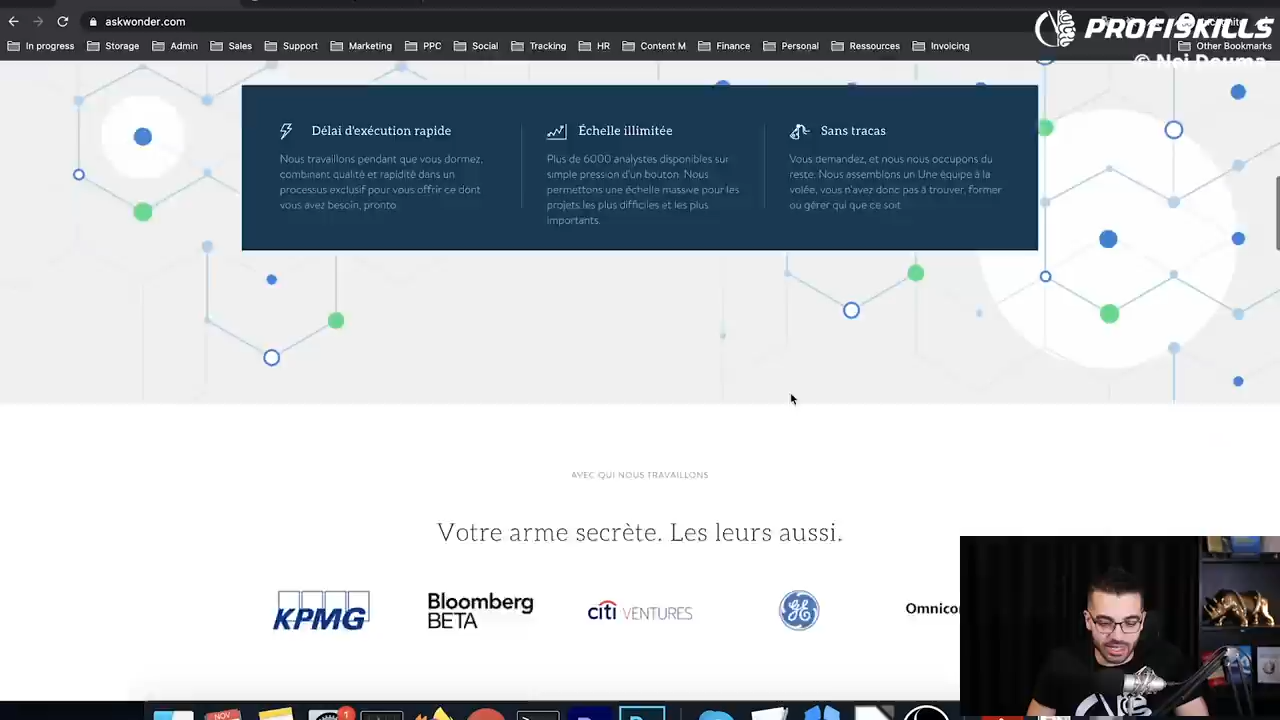 askwonder.com
Incognito
PROFISKILLS
In progress
Storage
Admin
Sales
Support
Marketing
PPC
Social
Tracking
HR
Content M
Finance
Personal
Ressources
Invoicing
Other Bookmarks
© Nej Douma
Délai d'exécution rapide
Nous travaillons pendant que vous dormez,
combinant qualité et rapidité dans un
processus exclusif pour vous offrir ce dont
vous avez besoin, pronto.
Échelle illimitée
Plus de 6000 analystes disponibles sur
simple pression d'un bouton. Nous
permettons une échelle massive pour les
projets les plus difficiles et les plus
importants.
Sans tracas
Vous demandez, et nous nous occupons du
reste. Nous assemblons un Une équipe à la
volée, vous n'avez donc pas à trouver, former
ou gérer qui que ce soit
AVEC QUI NOUS TRAVAILLONS
Votre arme secrète. Les leurs aussi.
KPMG
Bloomberg
BETA
citi VENTURES
GE
Omnico
NOV
1